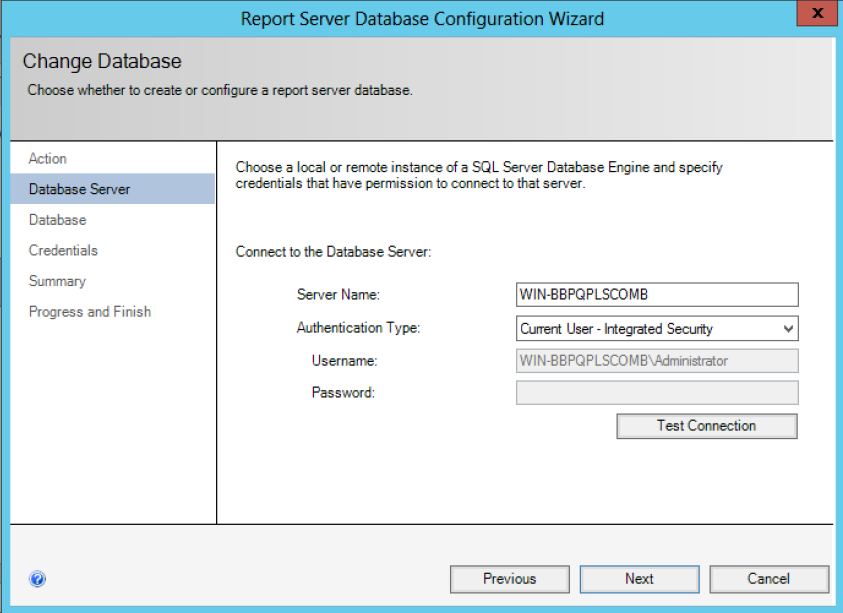 Report Server Database Configuration Wizard
x
Change Database
Choose whether to create or configure a report server database.
Action
Database Server
Database
Credentials
Summary
Progress and Finish
Choose a local or remote instance of a SQL Server Database Engine and specify
credentials that have permission to connect to that server.
Connect to the Database Server:
Server Name: WIN-BBPQPLSCOMB
Authentication Type: Current User - Integrated Security
Username: WIN-BBPQPLSCOMB\Administrator
Password:
Test Connection
?
Previous Next Cancel